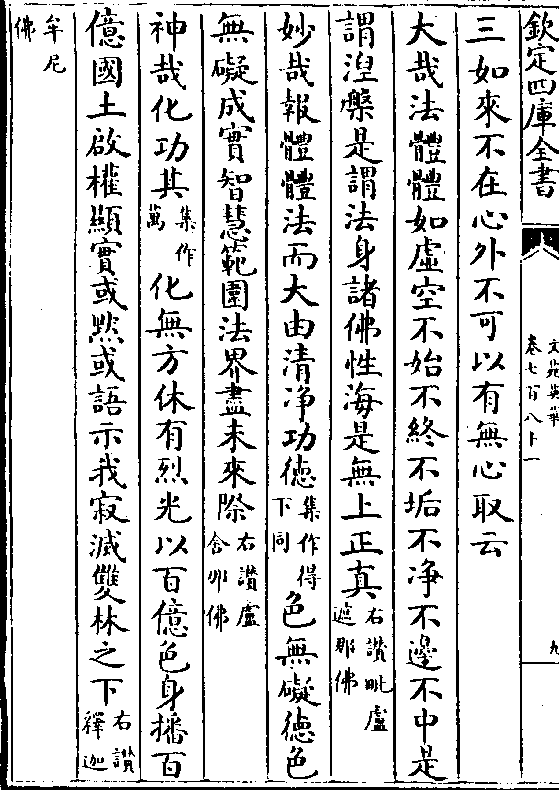 欽定四庫全書
文苑英華
卷七百八十一
九
三如來不在心外不可以有無心取云
大哉法體體如虛空不始不終不垢不净不邊不中是
謂湼槃是謂法身諸佛性海是無上正真右讚毗盧遮那佛
妙哉報體體法而大由清净功徳集作得下同色無礙徳色
無礙成實智慧範圍法界盡未來際右讚盧舍那佛
神哉化功其集作萬化無方休有烈光以百億色身播百
億國土啟權顯實或黙或語示我寂滅雙林之下右讚釋迦
牟尼佛